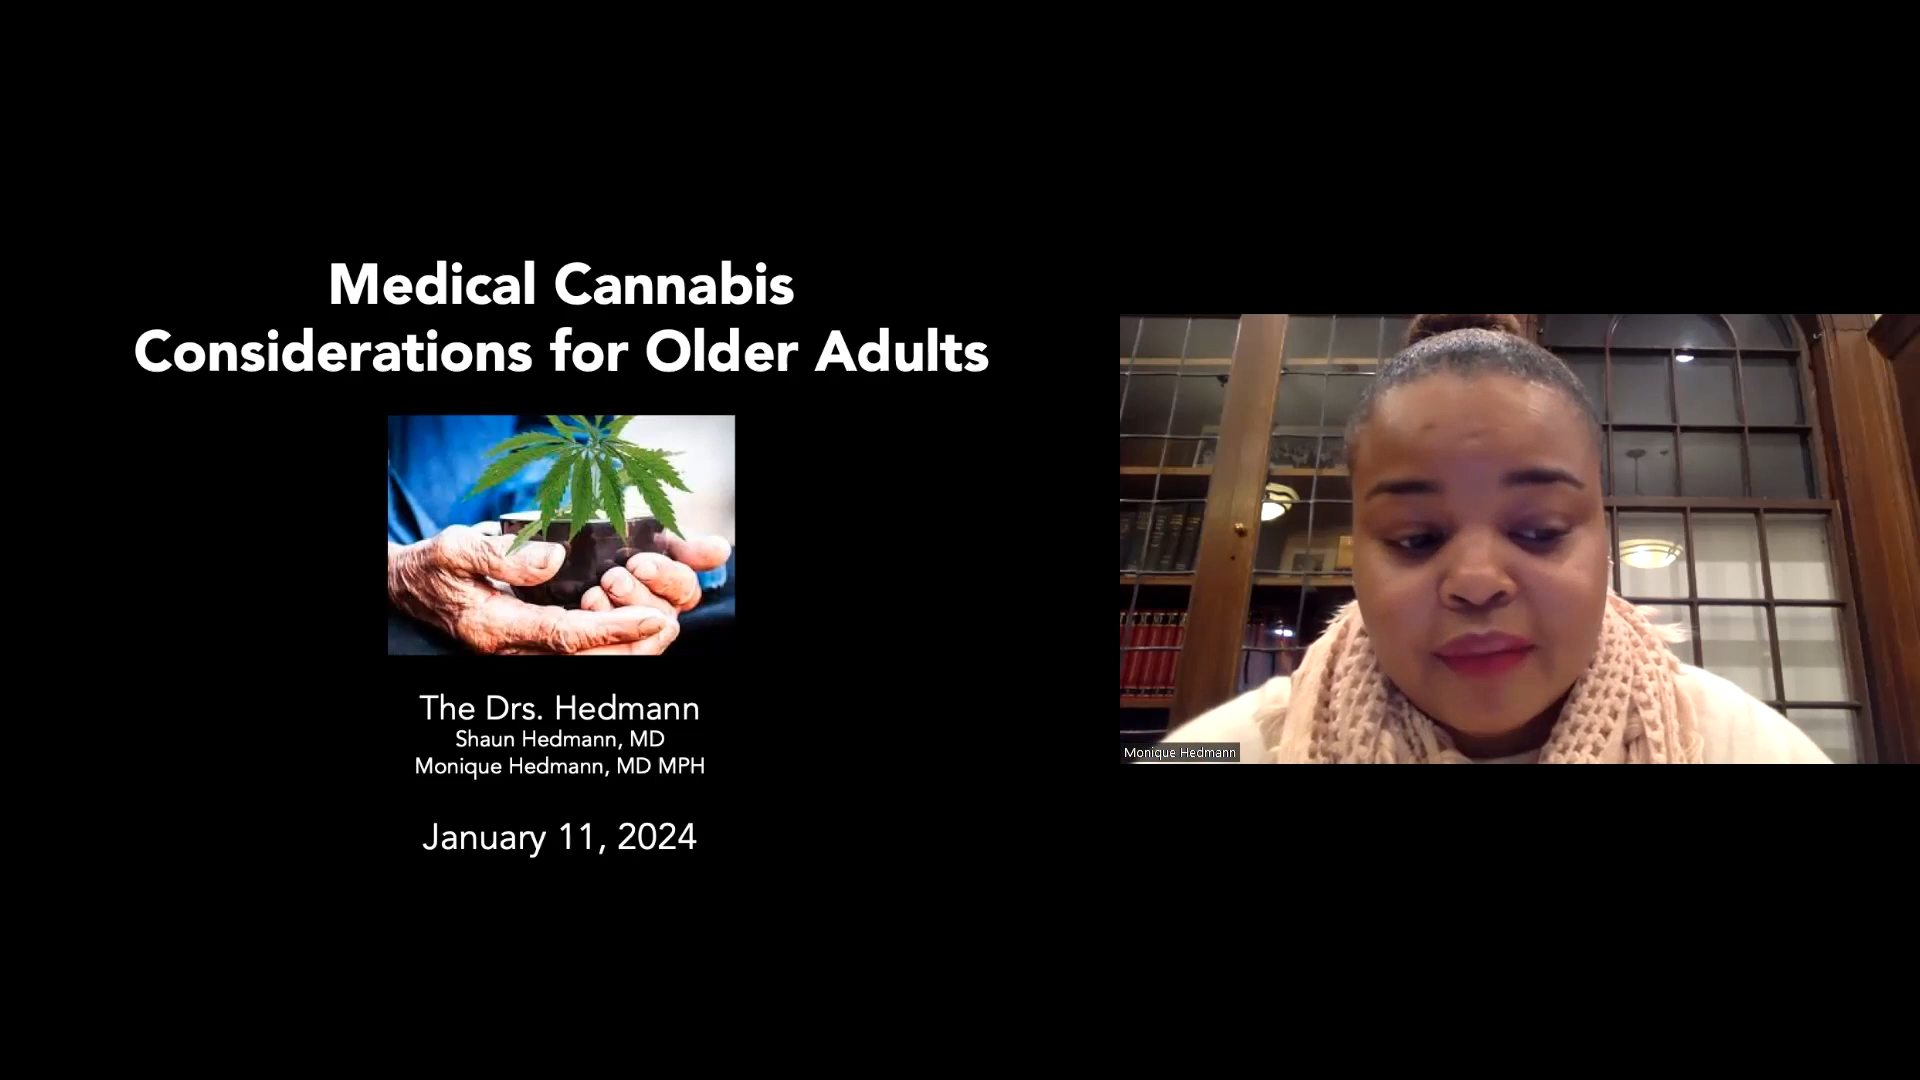 Medical Cannabis
Considerations for Older Adults
The Drs. Hedmann
Shaun Hedmann, MD
Monique Hedmann, MD MPH
January 11, 2024
Monique Hedmann